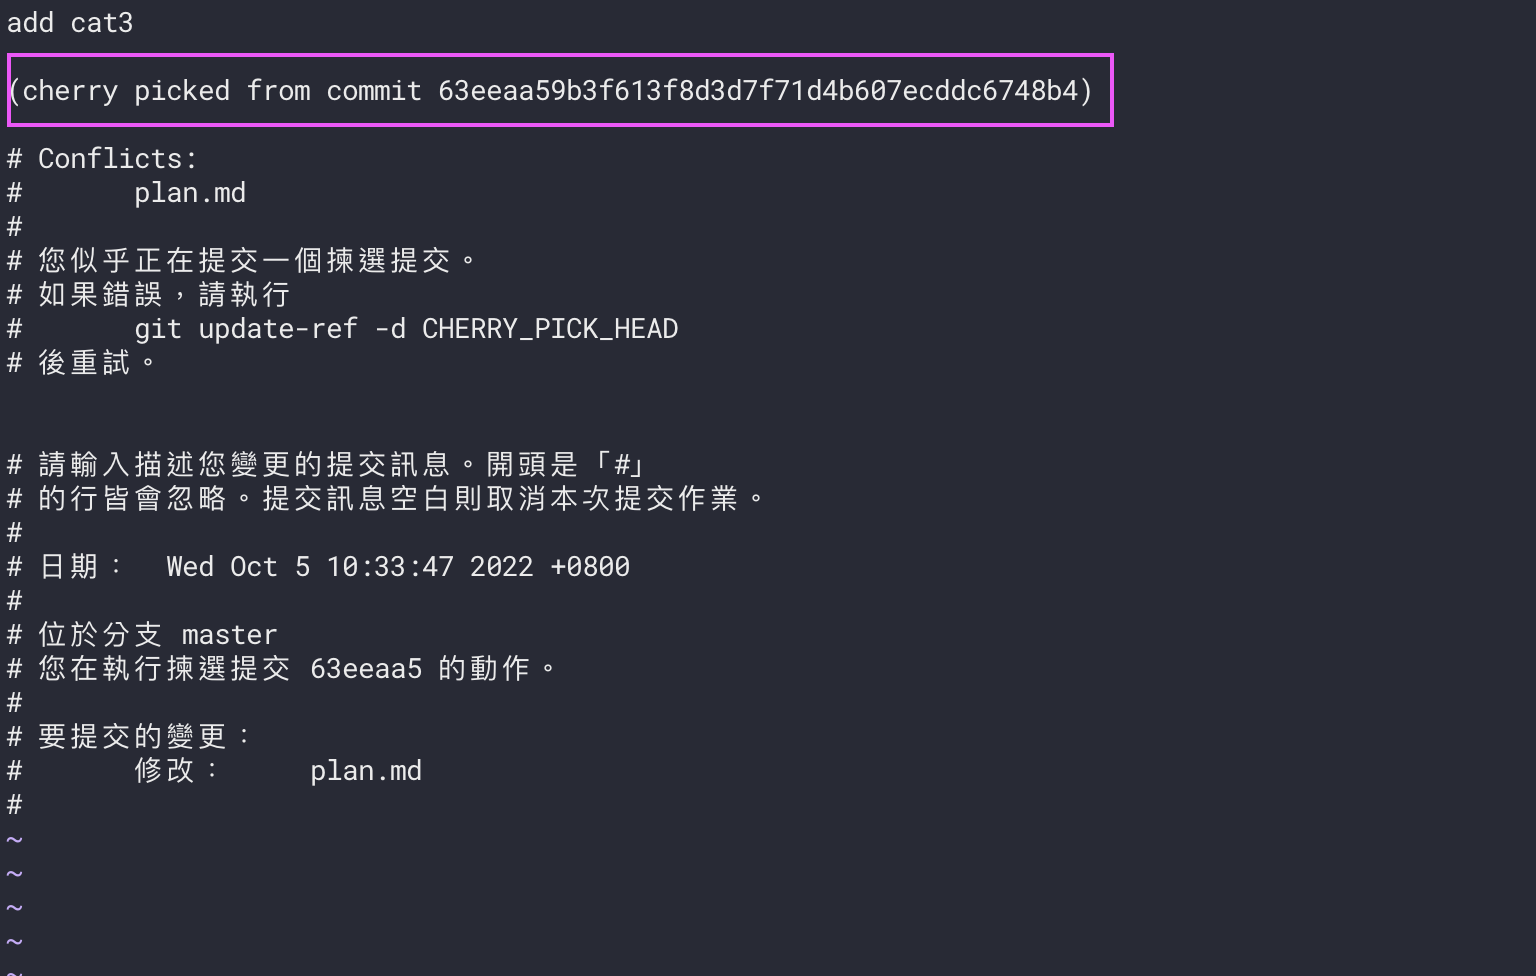 add cat3
(cherry picked from commit 63eeaa59b3f613f8d3d7f71d4b607ecddc6748b4)
# Conflicts:
#       plan.md
#
# 您似乎正在提交一個揀選提交。
# 如果錯誤，請執行
#       git update-ref -d CHERRY_PICK_HEAD
# 後重試。
# 請輸入描述您變更的提交訊息。開頭是「#」
# 的行皆會忽略。提交訊息空白則取消本次提交作業。
#
# 日期：  Wed Oct 5 10:33:47 2022 +0800
#
# 位於分支 master
# 您在執行揀選提交 63eeaa5 的動作。
#
# 要提交的變更：
#       修改：     plan.md
#
~
~
~
~
~